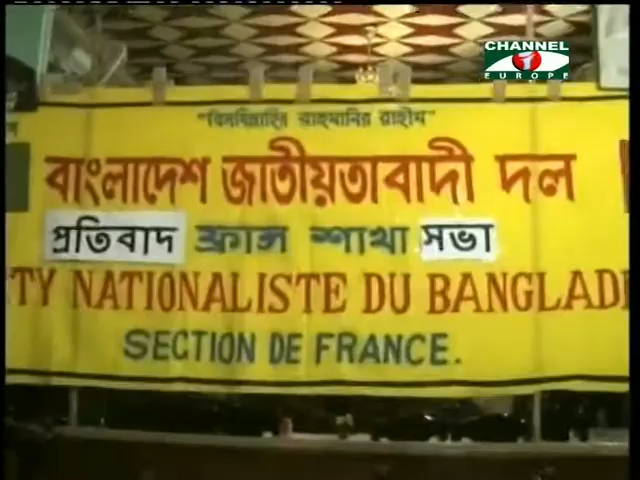 CHANNEL
EUROPE
"বিসমিল্লাহির রাহমানির রাহীম"
বাংলাদেশ জাতীয়তাবাদী দল
প্রতিবাদ ফ্রান্স শাখা সভা
TY NATIONALISTE DU BANGLAD
SECTION DE FRANCE.